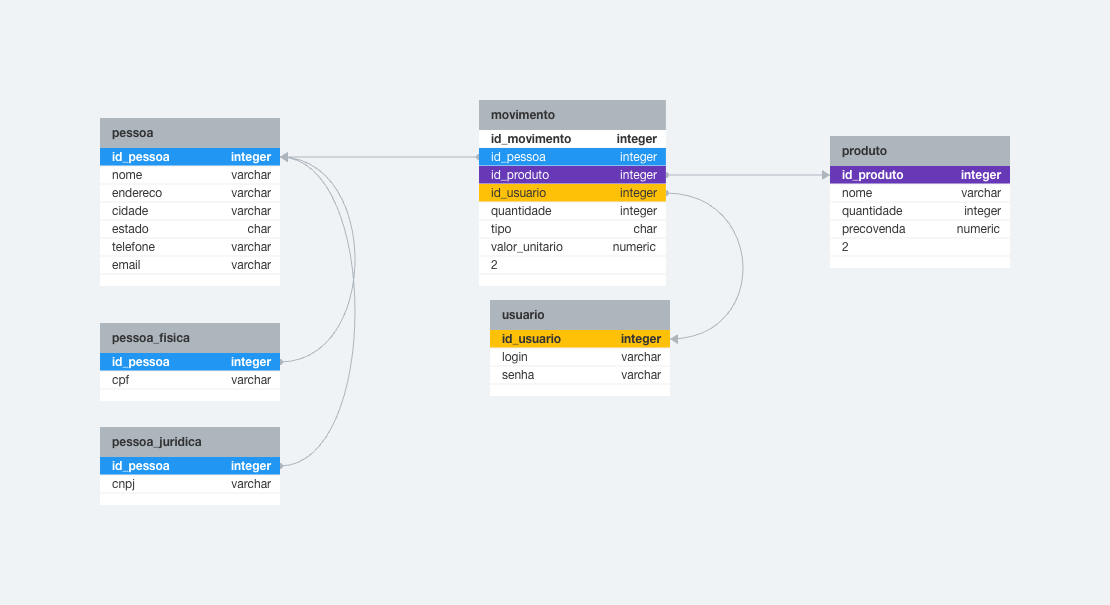 pessoa
id_pessoa integer
nome varchar
endereco varchar
cidade varchar
estado char
telefone varchar
email varchar
pessoa_fisica
id_pessoa integer
cpf varchar
pessoa_juridica
id_pessoa integer
cnpj varchar
movimento
id_movimento integer
id_pessoa integer
id_produto integer
id_usuario integer
quantidade integer
tipo char
valor_unitario numeric
2
usuario
id_usuario integer
login varchar
senha varchar
produto
id_produto integer
nome varchar
quantidade integer
precovenda numeric
2